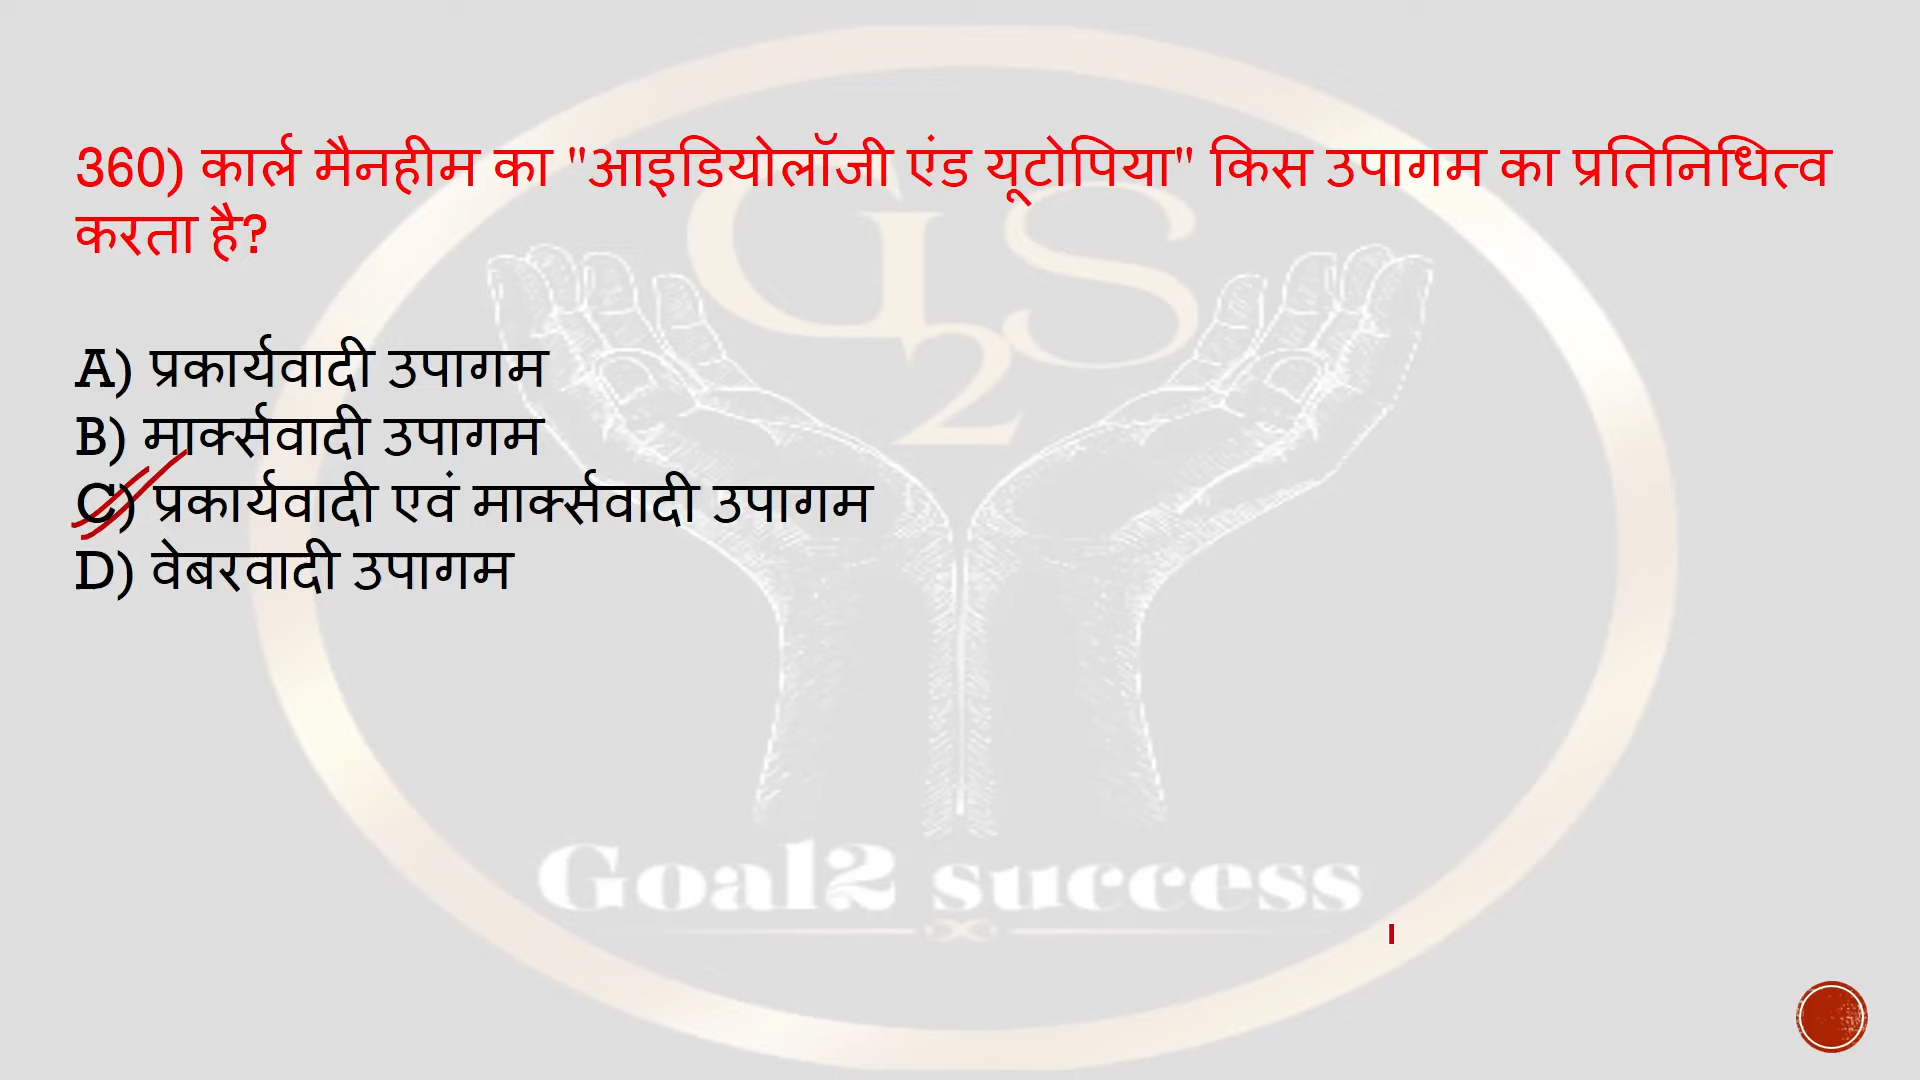 360) कार्ल मैनहीम का "आइडियोलॉजी एंड यूटोपिया" किस उपागम का प्रतिनिधित्व
करता है?
A) प्रकार्यवादी उपागम
B) मार्क्सवादी उपागम
C) प्रकार्यवादी एवं मार्क्सवादी उपागम
D) वेबरवादी उपागम
G2S
Goal2 success